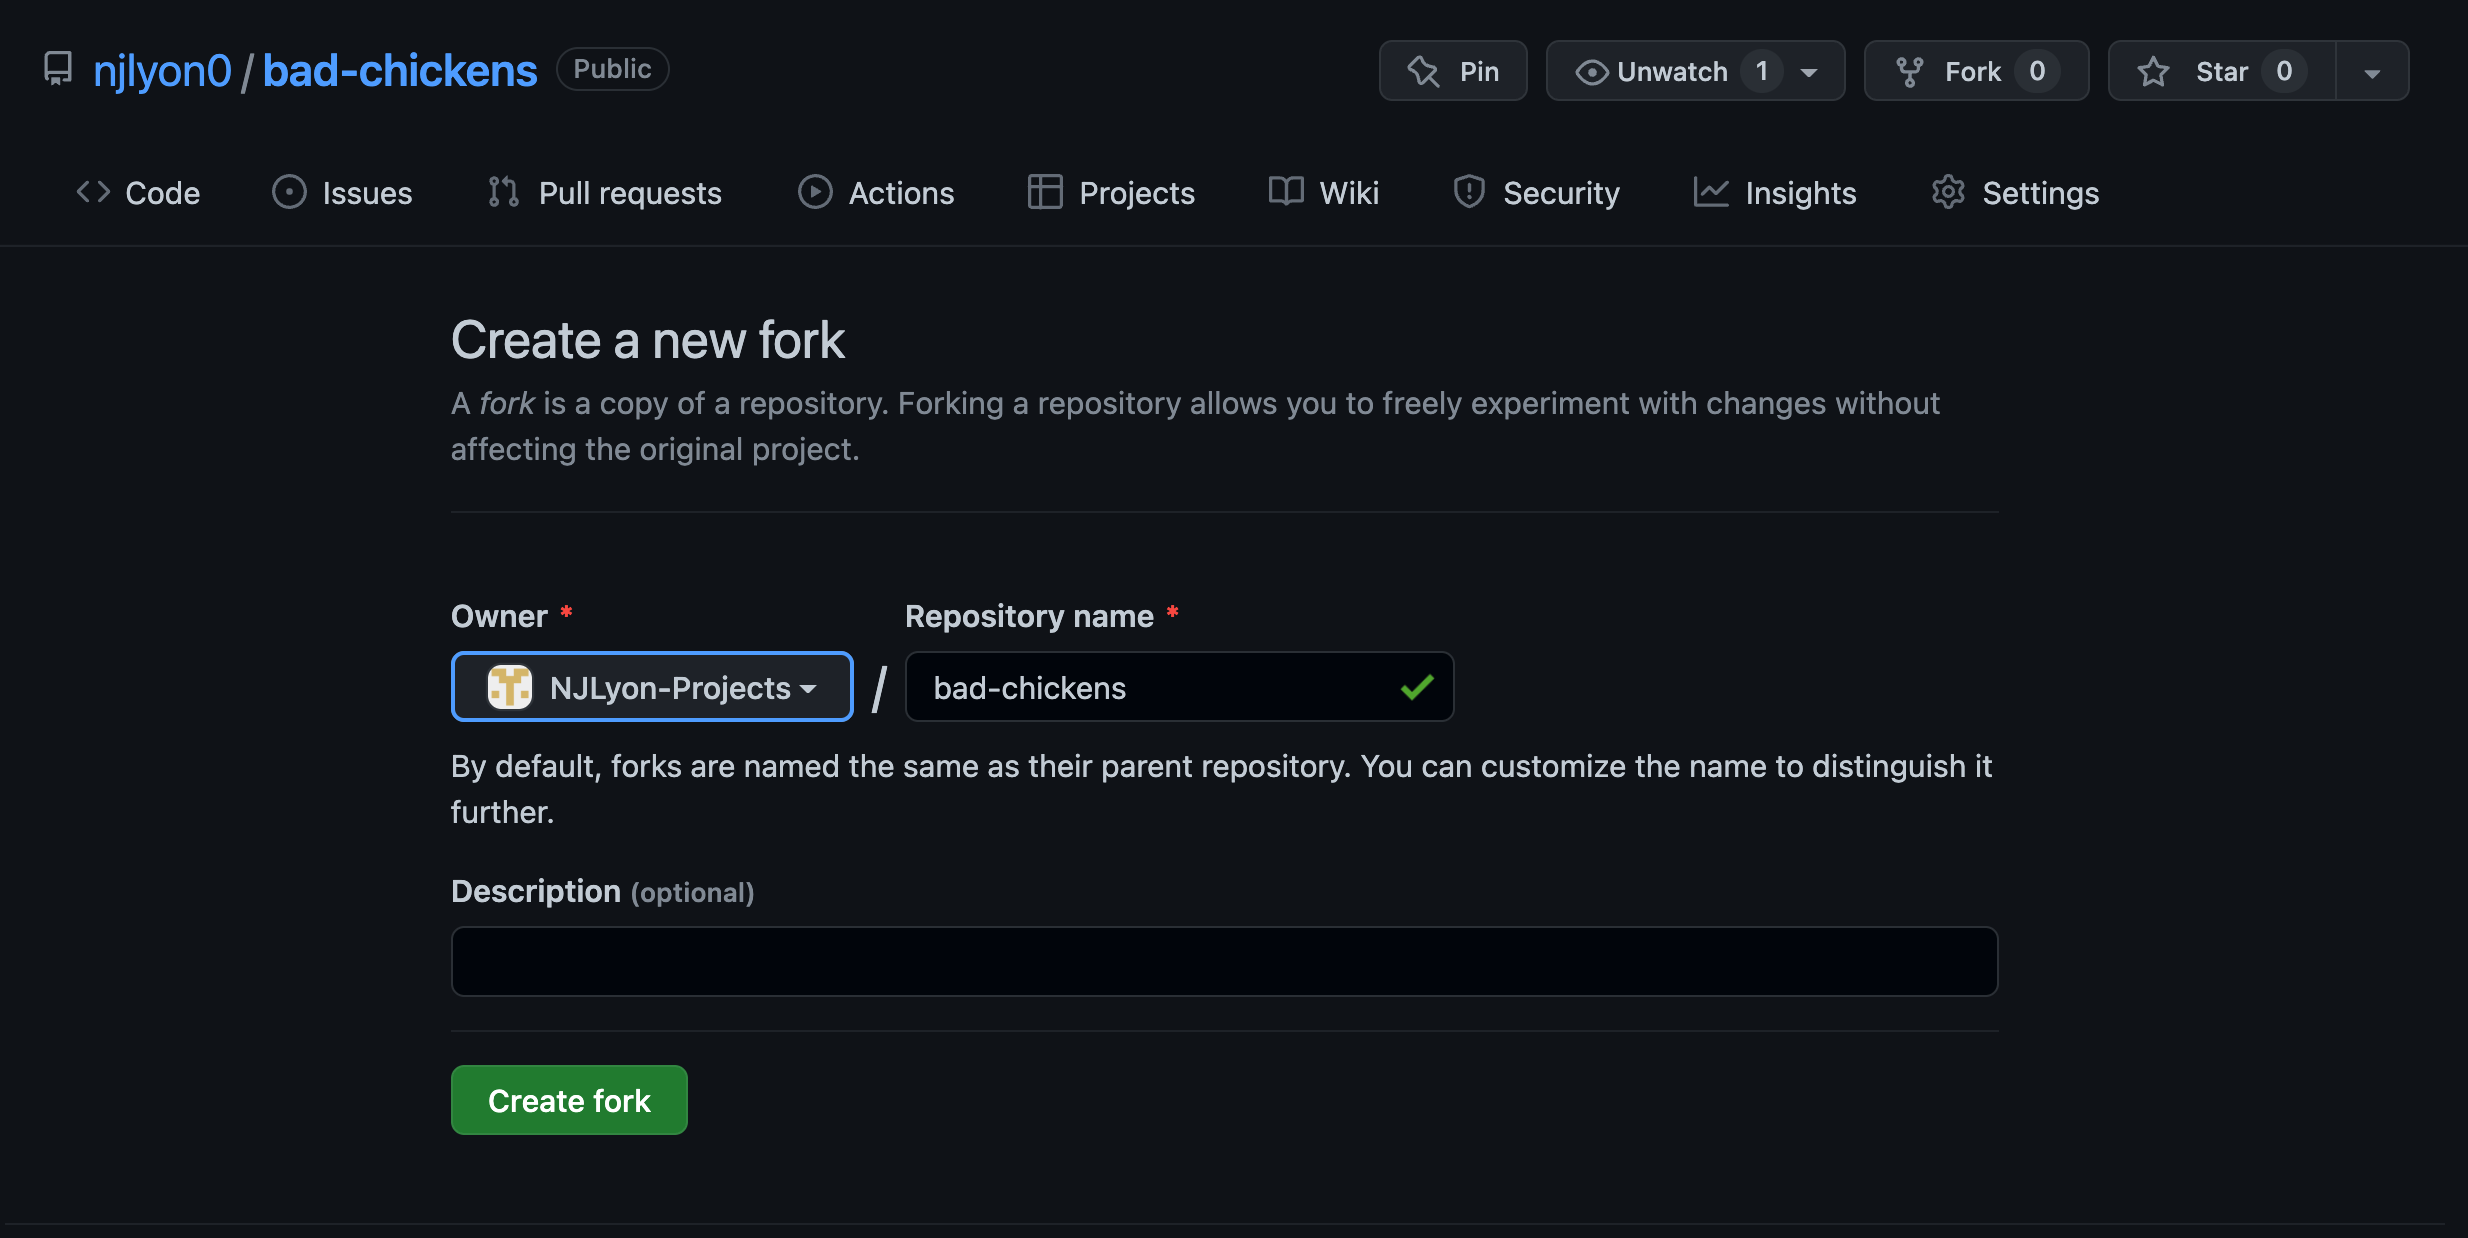 njlyon0 / bad-chickens Public Pin Unwatch 1 Fork 0 Star 0
Code Issues Pull requests Actions Projects Wiki Security Insights Settings
Create a new fork
A fork is a copy of a repository. Forking a repository allows you to freely experiment with changes without
affecting the original project.
Owner * Repository name *
NJLyon-Projects / bad-chickens
By default, forks are named the same as their parent repository. You can customize the name to distinguish it
further.
Description (optional)
Create fork